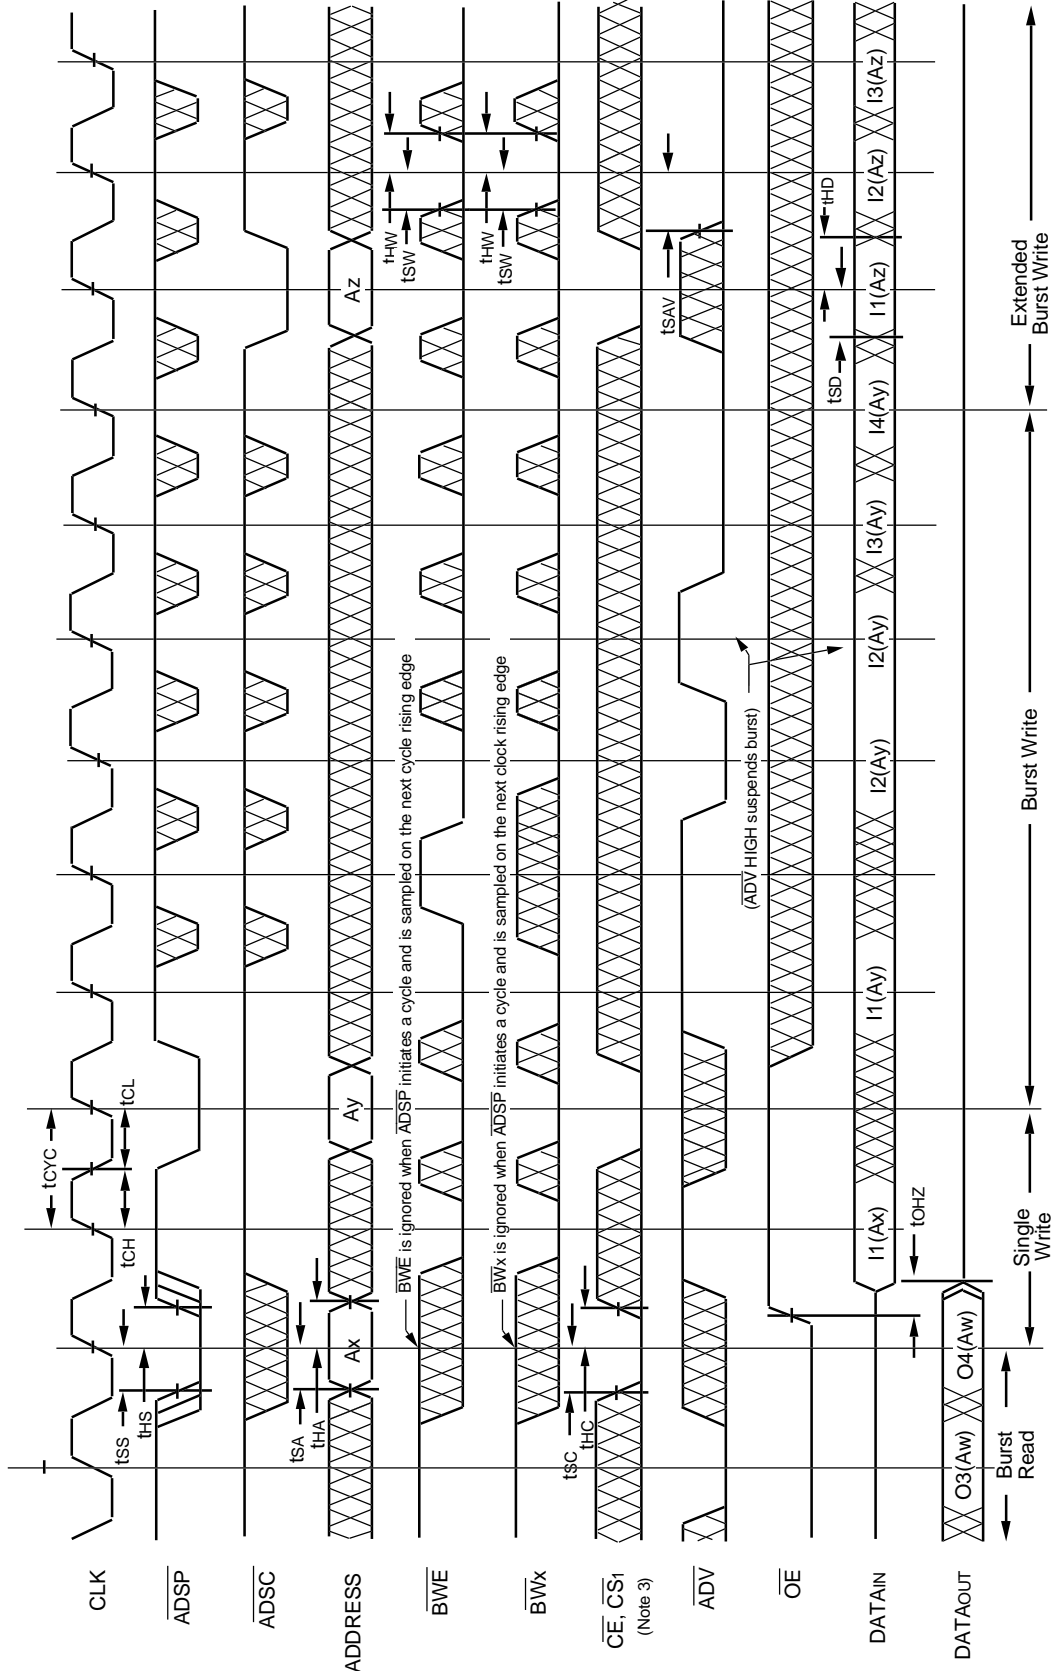 CLK
ADSP
ADSC
ADDRESS
BWE
BWx
CE, CS1
(Note 3)
ADV
OE
DATAIN
DATAOUT
tCYC
tCH
tCL
tSS
tHS
tSA
tHA
Ax
Ay
Az
BWE is ignored when ADSP initiates a cycle and is sampled on the next cycle rising edge
tHW
tSW
BWx is ignored when ADSP initiates a cycle and is sampled on the next clock rising edge
tHW
tSW
tSC
tHC
tSAV
(ADV HIGH suspends burst)
tSD
tHD
I1(Ax)
I1(Ay)
I2(Ay)
I2(Ay)
I3(Ay)
I4(Ay)
I1(Az)
I2(Az)
I3(Az)
tOHZ
O3(Aw)
O4(Aw)
Burst
Read
Single
Write
Burst Write
Extended
Burst Write